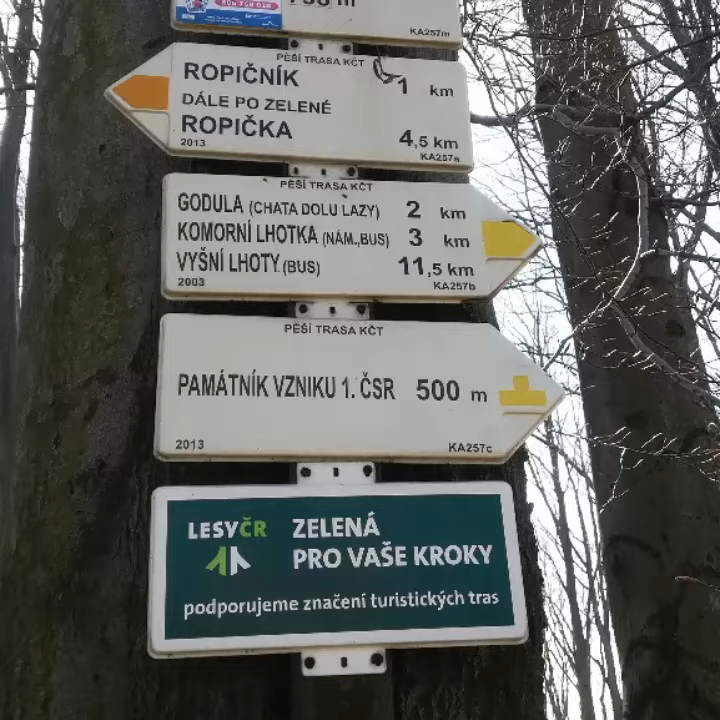 KA257m
PĚŠÍ TRASA KČT
ROPIČNÍK 1 km
DÁLE PO ZELENÉ
ROPIČKA 4,5 km
2013 KA257a
PĚŠÍ TRASA KČT
GODULA (CHATA DOLU LAZY) 2 km
KOMORNÍ LHOTKA (NÁM.,BUS) 3 km
VYŠNÍ LHOTY (BUS) 11,5 km
2003 KA257b
PĚŠÍ TRASA KČT
PAMÁTNÍK VZNIKU 1. ČSR 500 m
2013 KA257c
LESYČR ZELENÁ
PRO VAŠE KROKY
podporujeme značení turistických tras